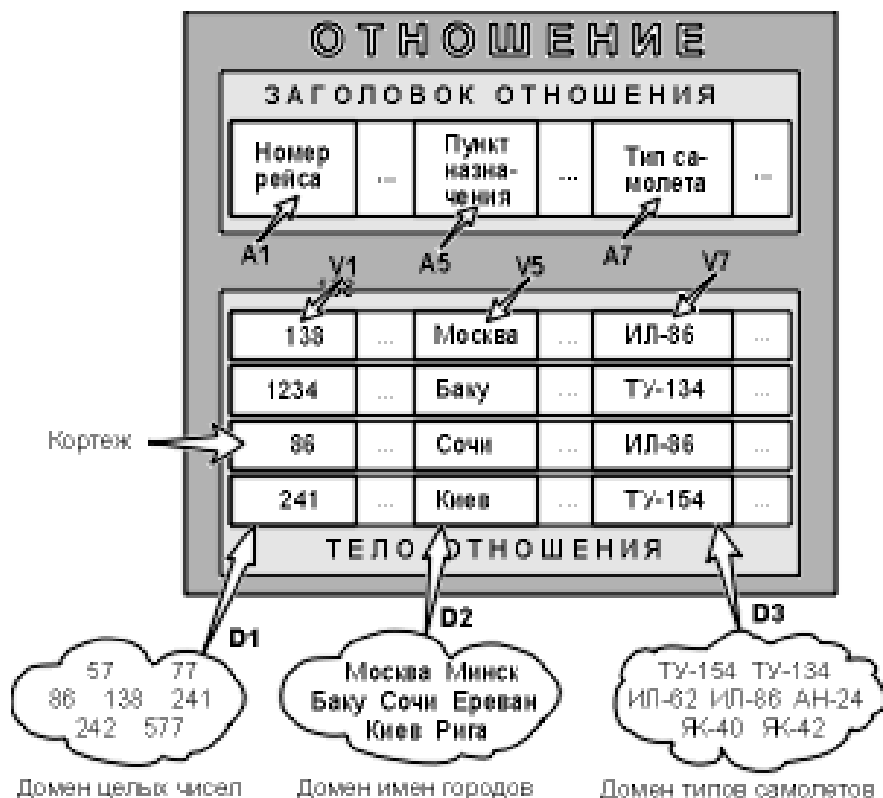 ОТНОШЕНИЕ
ЗАГОЛОВОК ОТНОШЕНИЯ
Номер рейса ... Пункт назна-чения ... Тип са-молета ...
A1 A5 A7
V1 V5 V7
138
138 ... Москва ... ИЛ-86 ...
1234 ... Баку ... ТУ-134 ...
Кортеж
86 ... Сочи ... ИЛ-86 ...
241 ... Киев ... ТУ-154 ...
ТЕЛО ОТНОШЕНИЯ
D1 D2 D3
57 77
86 138 241
242 577
Москва Минск
Баку Сочи Ереван
Киев Рига
ТУ-154 ТУ-134
ИЛ-62 ИЛ-86 АН-24
ЯК-40 ЯК-42
Домен целых чисел
Домен имен городов
Домен типов самолетов